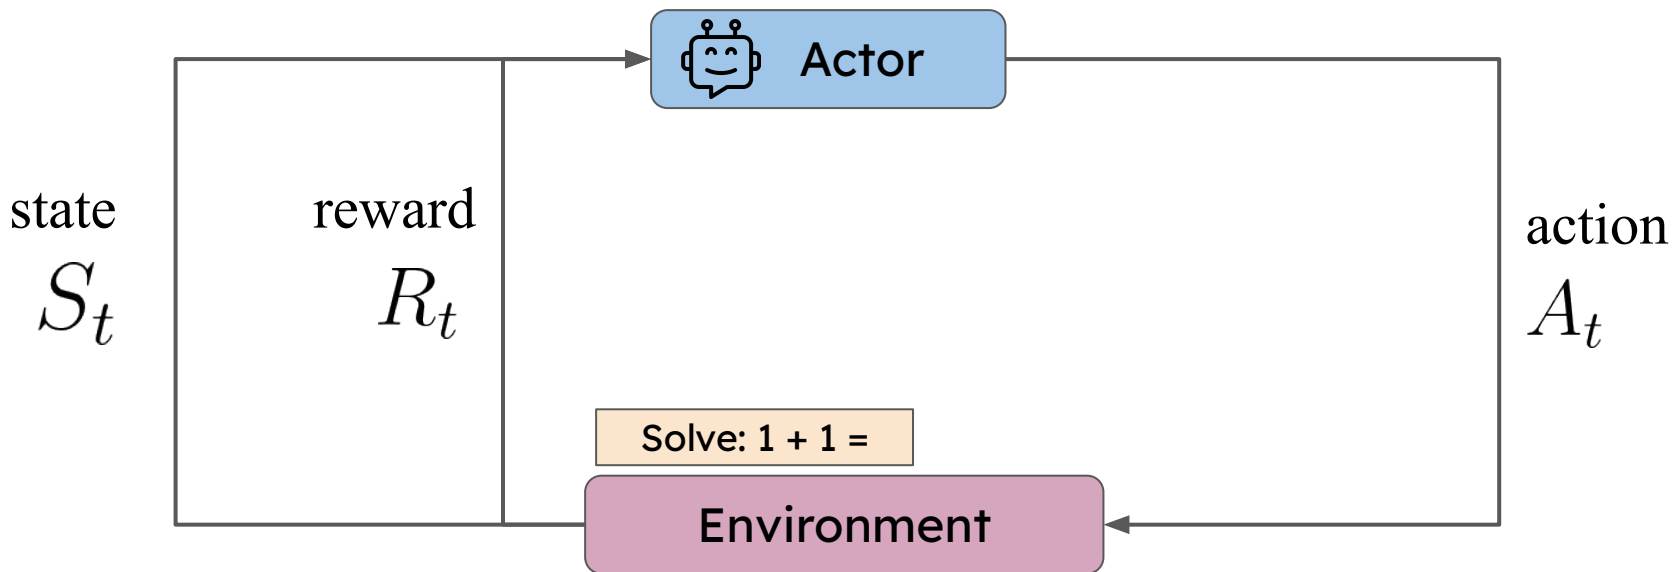 Actor
state
reward
action
S_t
R_t
A_t
Solve: 1 + 1 =
Environment